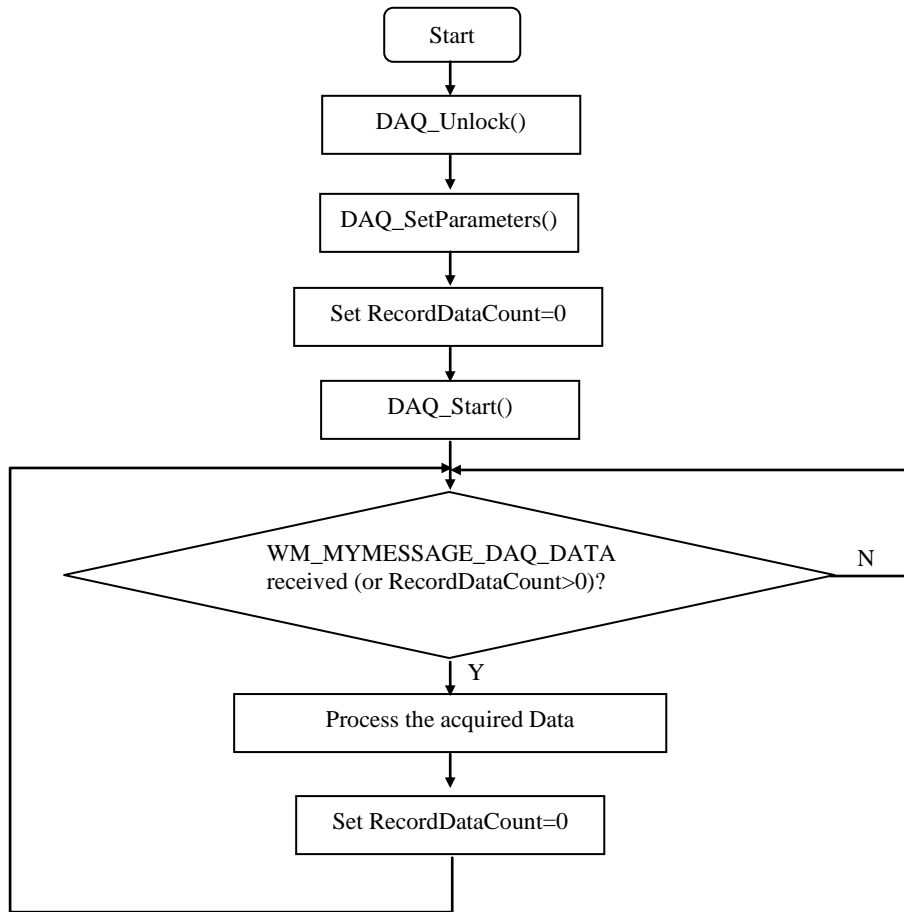 Start
DAQ_Unlock()
DAQ_SetParameters()
Set RecordDataCount=0
DAQ_Start()
WM_MYMESSAGE_DAQ_DATA
received (or RecordDataCount>0)?
N
Y
Process the acquired Data
Set RecordDataCount=0